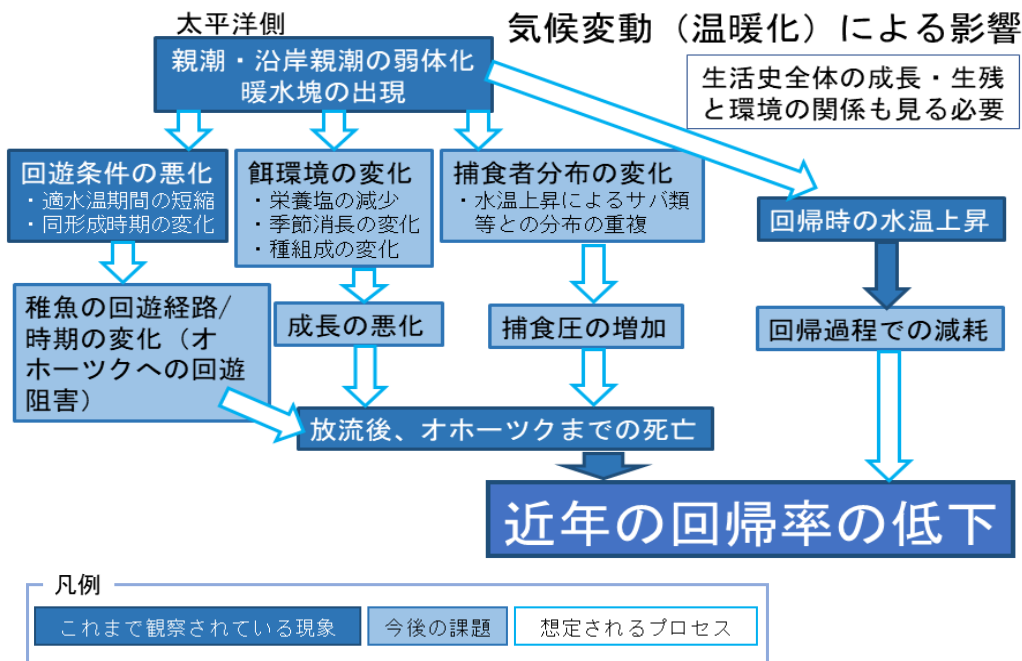 太平洋側
気候変動（温暖化）による影響
親潮・沿岸親潮の弱体化
暖水塊の出現
生活史全体の成長・生残
と環境の関係も見る必要
回遊条件の悪化
・適水温期間の短縮
・同形成時期の変化
餌環境の変化
・栄養塩の減少
・季節消長の変化
・種組成の変化
捕食者分布の変化
・水温上昇によるサバ類
等との分布の重複
回帰時の水温上昇
稚魚の回遊経路/
時期の変化（オ
ホーツクへの回遊
阻害）
成長の悪化
捕食圧の増加
回帰過程での減耗
放流後、オホーツクまでの死亡
近年の回帰率の低下
凡例
これまで観察されている現象
今後の課題
想定されるプロセス